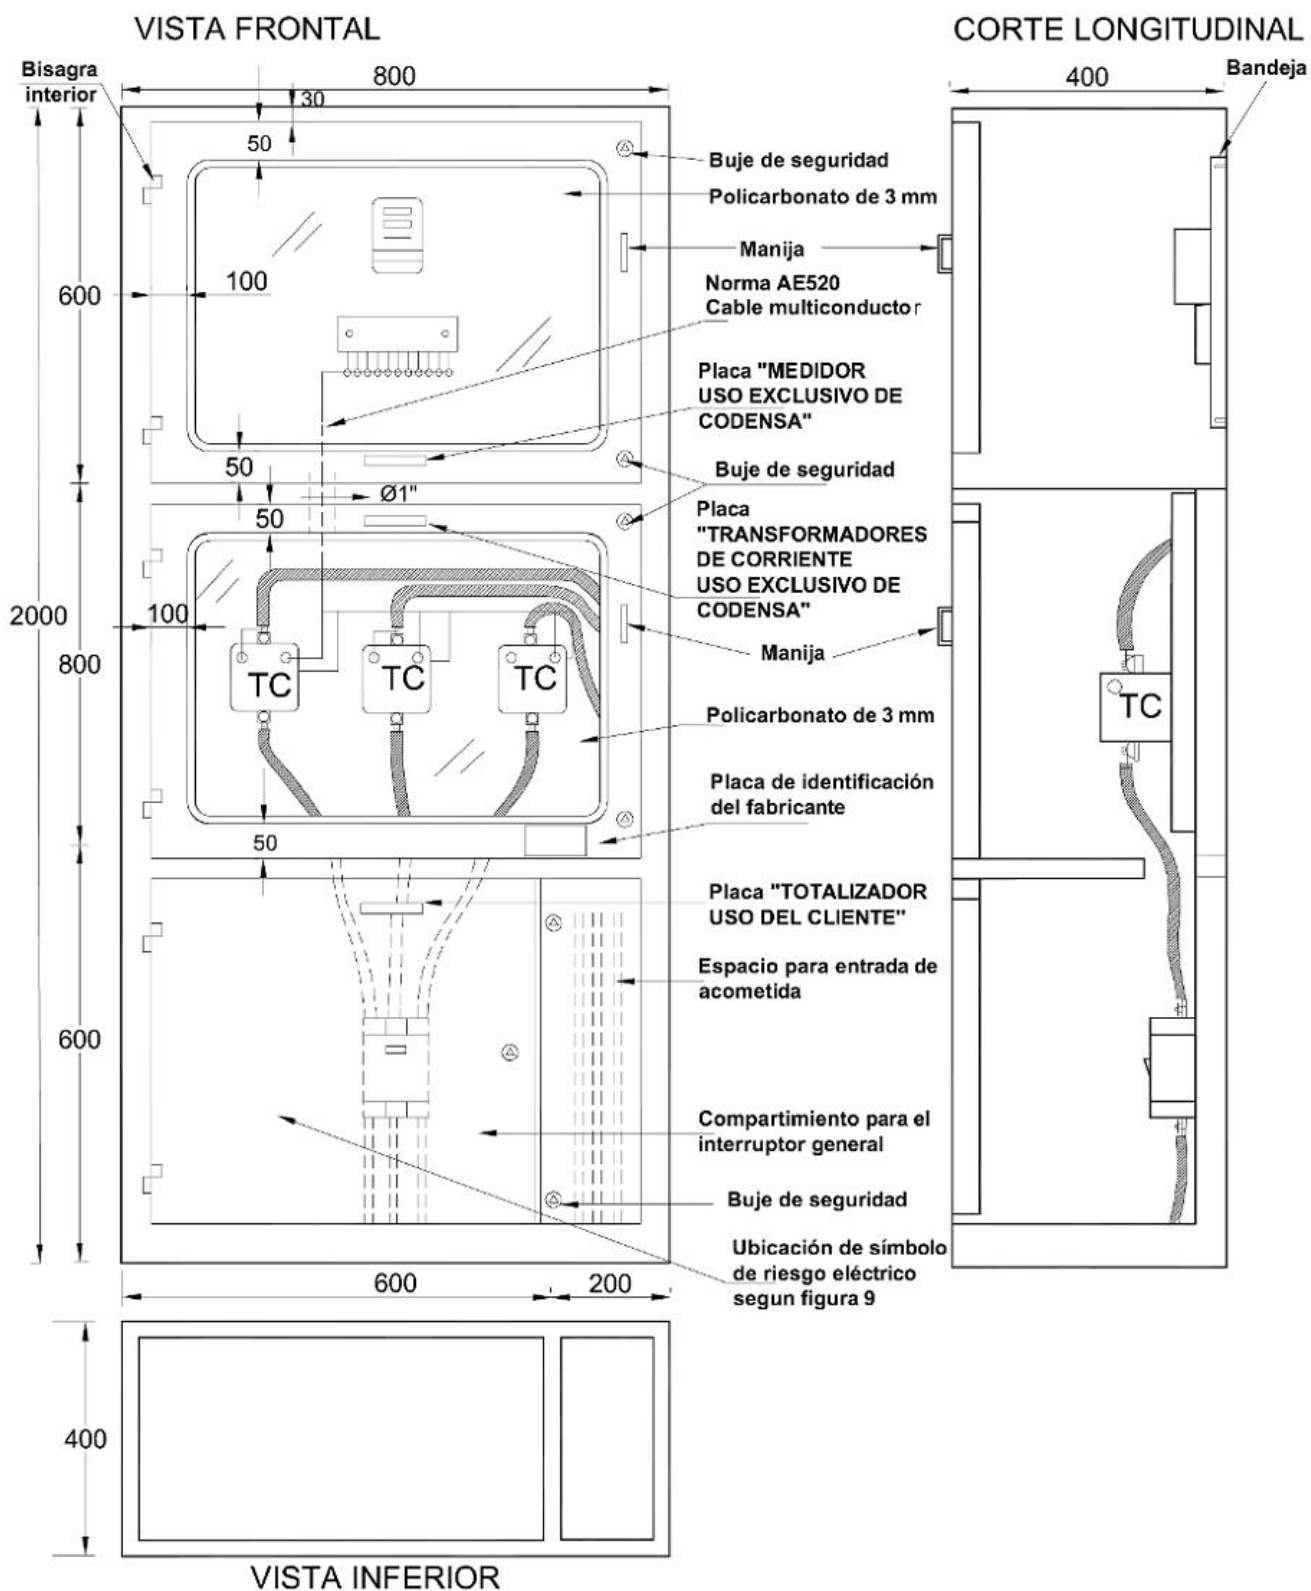 VISTA FRONTAL
CORTE LONGITUDINAL
Bisagra
interior
800
30
400
Bandeja
50
Buje de seguridad
Policarbonato de 3 mm
Manija
600
100
Norma AE520
Cable multiconductor
Placa "MEDIDOR
USO EXCLUSIVO DE
CODENSA"
50
Buje de seguridad
Ø1"
50
Placa
"TRANSFORMADORES
DE CORRIENTE
USO EXCLUSIVO DE
CODENSA"
2000
100
800
Manija
TC
TC
TC
TC
Policarbonato de 3 mm
Placa de identificación
del fabricante
50
Placa "TOTALIZADOR
USO DEL CLIENTE"
Espacio para entrada de
acometida
600
Compartimiento para el
interruptor general
Buje de seguridad
Ubicación de símbolo
de riesgo eléctrico
segun figura 9
600
200
400
VISTA INFERIOR